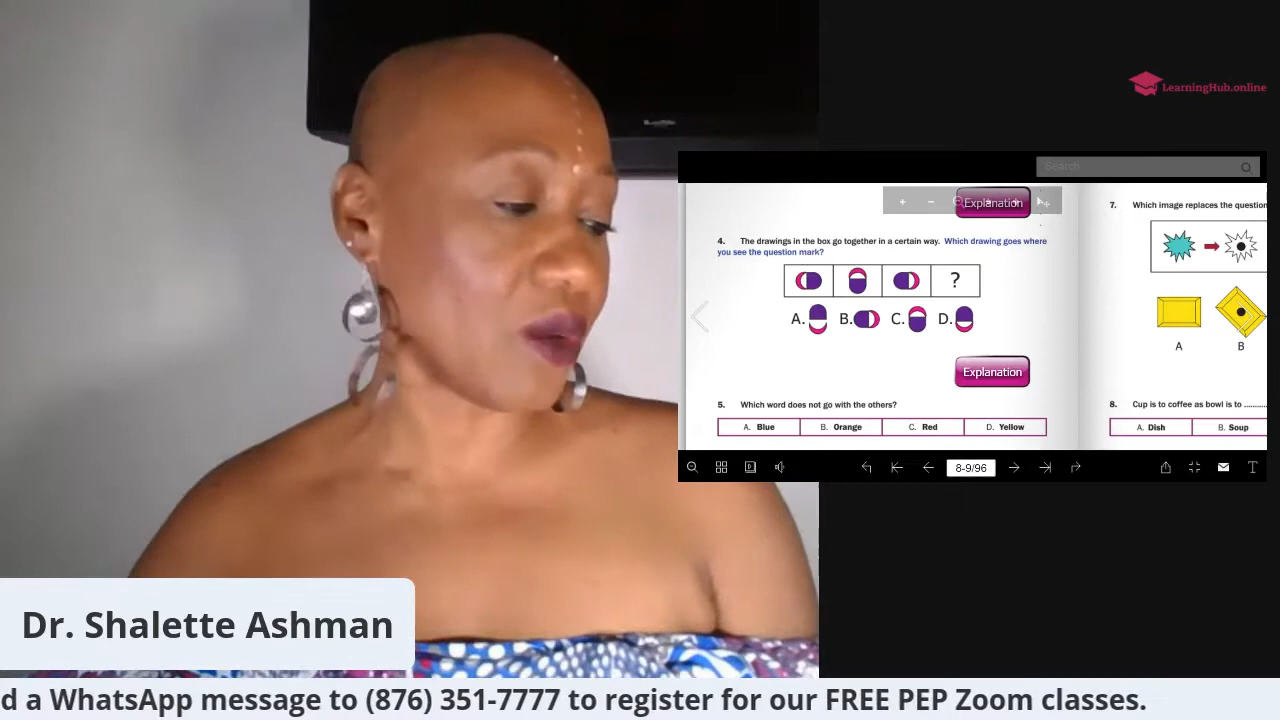 LearningHub.online
Search
Explanation
4. The drawings in the box go together in a certain way. Which drawing goes where
you see the question mark?
?
A. B. C. D.
Explanation
5. Which word does not go with the others?
A. Blue B. Orange C. Red D. Yellow
7. Which image replaces the question
A B
8. Cup is to coffee as bowl is to ..........
A. Dish B. Soup
8-9/96
Dr. Shalette Ashman
d a WhatsApp message to (876) 351-7777 to register for our FREE PEP Zoom classes.